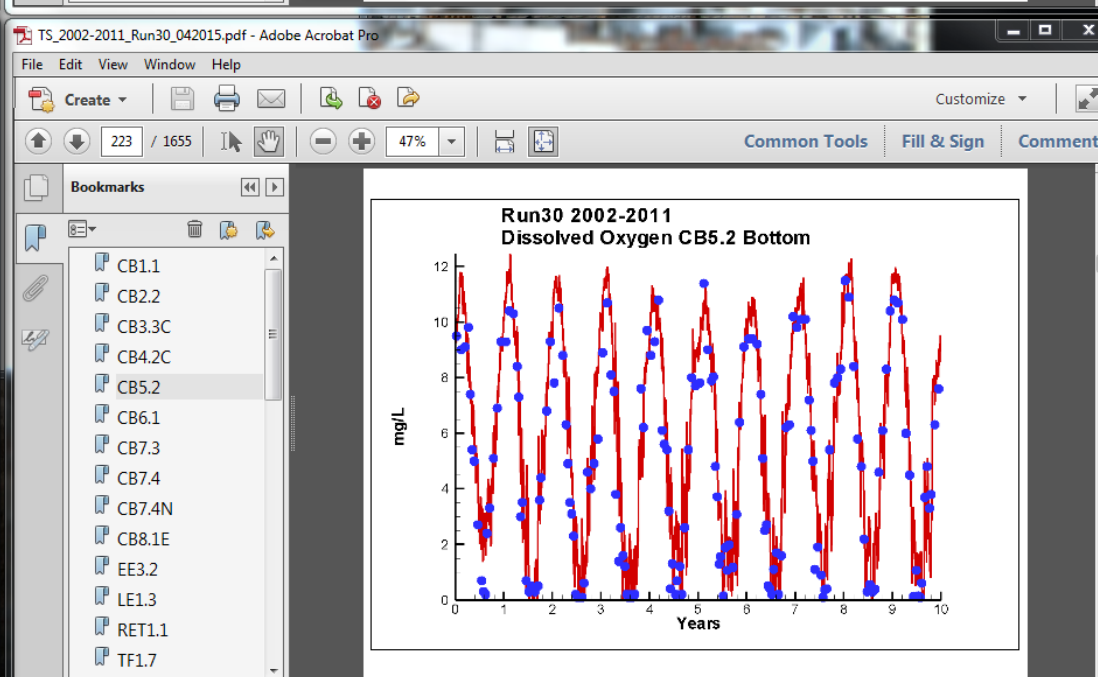 TS_2002-2011_Run30_042015.pdf - Adobe Acrobat Pro
File Edit View Window Help
Create Customize
223 / 1655 47% Common Tools Fill & Sign Comment
Bookmarks
CB1.1
CB2.2
CB3.3C
CB4.2C
CB5.2
CB6.1
CB7.3
CB7.4
CB7.4N
CB8.1E
EE3.2
LE1.3
RET1.1
TF1.7
Run30 2002-2011
Dissolved Oxygen CB5.2 Bottom
12
10
8
6
4
2
0
mg/L
0 1 2 3 4 5 6 7 8 9 10
Years